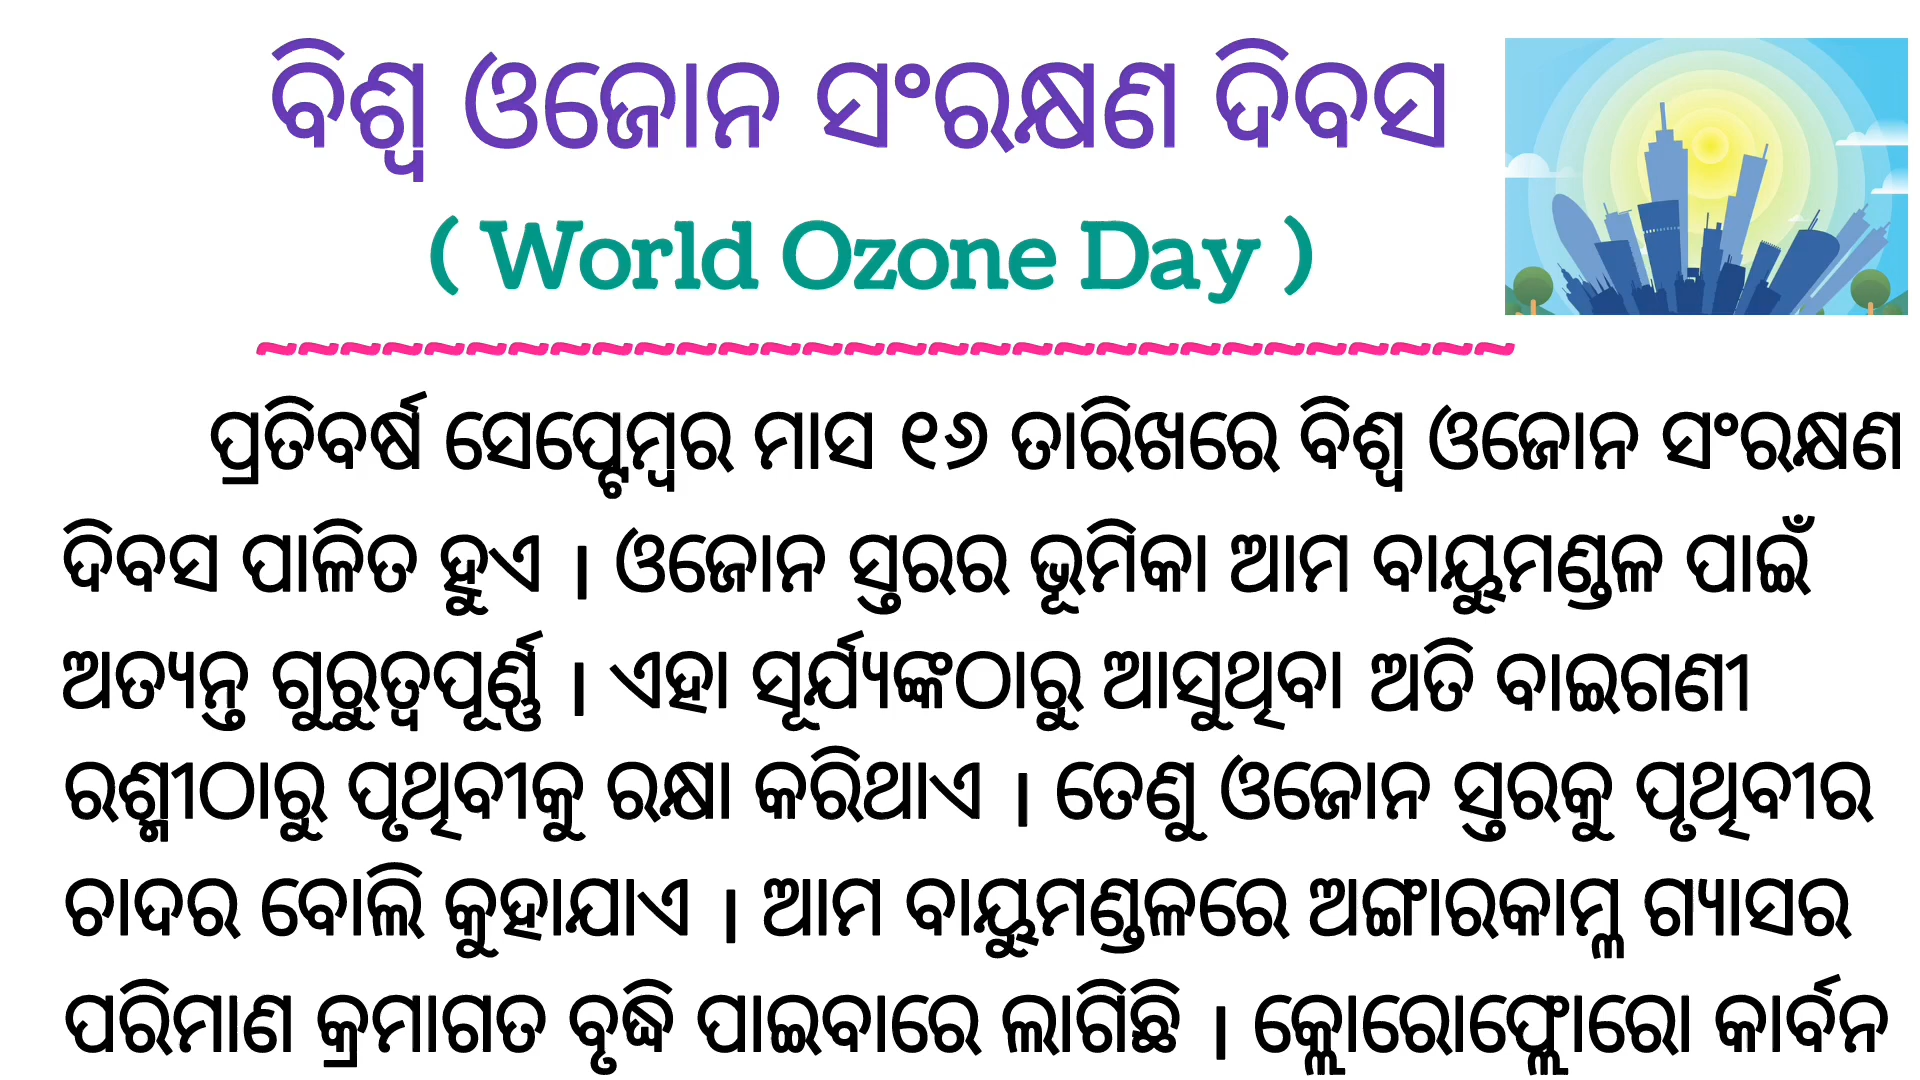 ବିଶ୍ୱ ଓଜୋନ ସଂରକ୍ଷଣ ଦିବସ
( World Ozone Day )
~~~~~~~~~~~~~~~~~~~~~~~~~~~~~~
ପ୍ରତିବର୍ଷ ସେପ୍ଟେମ୍ବର ମାସ ୧୬ ତାରିଖରେ ବିଶ୍ୱ ଓଜୋନ ସଂରକ୍ଷଣ
ଦିବସ ପାଳିତ ହୁଏ । ଓଜୋନ ସ୍ତରର ଭୂମିକା ଆମ ବାୟୁମଣ୍ଡଳ ପାଇଁ
ଅତ୍ୟନ୍ତ ଗୁରୁତ୍ୱପୂର୍ଣ୍ଣ । ଏହା ସୂର୍ଯ୍ୟଙ୍କଠାରୁ ଆସୁଥିବା ଅତି ବାଇଗଣୀ
ରଶ୍ମୀଠାରୁ ପୃଥିବୀକୁ ରକ୍ଷା କରିଥାଏ । ତେଣୁ ଓଜୋନ ସ୍ତରକୁ ପୃଥିବୀର
ଚାଦର ବୋଲି କୁହାଯାଏ । ଆମ ବାୟୁମଣ୍ଡଳରେ ଅଙ୍ଗାରକାମ୍ଳ ଗ୍ୟାସର
ପରିମାଣ କ୍ରମାଗତ ବୃଦ୍ଧି ପାଇବାରେ ଲାଗିଛି । କ୍ଲୋରୋଫ୍ଲୋରୋ କାର୍ବନ